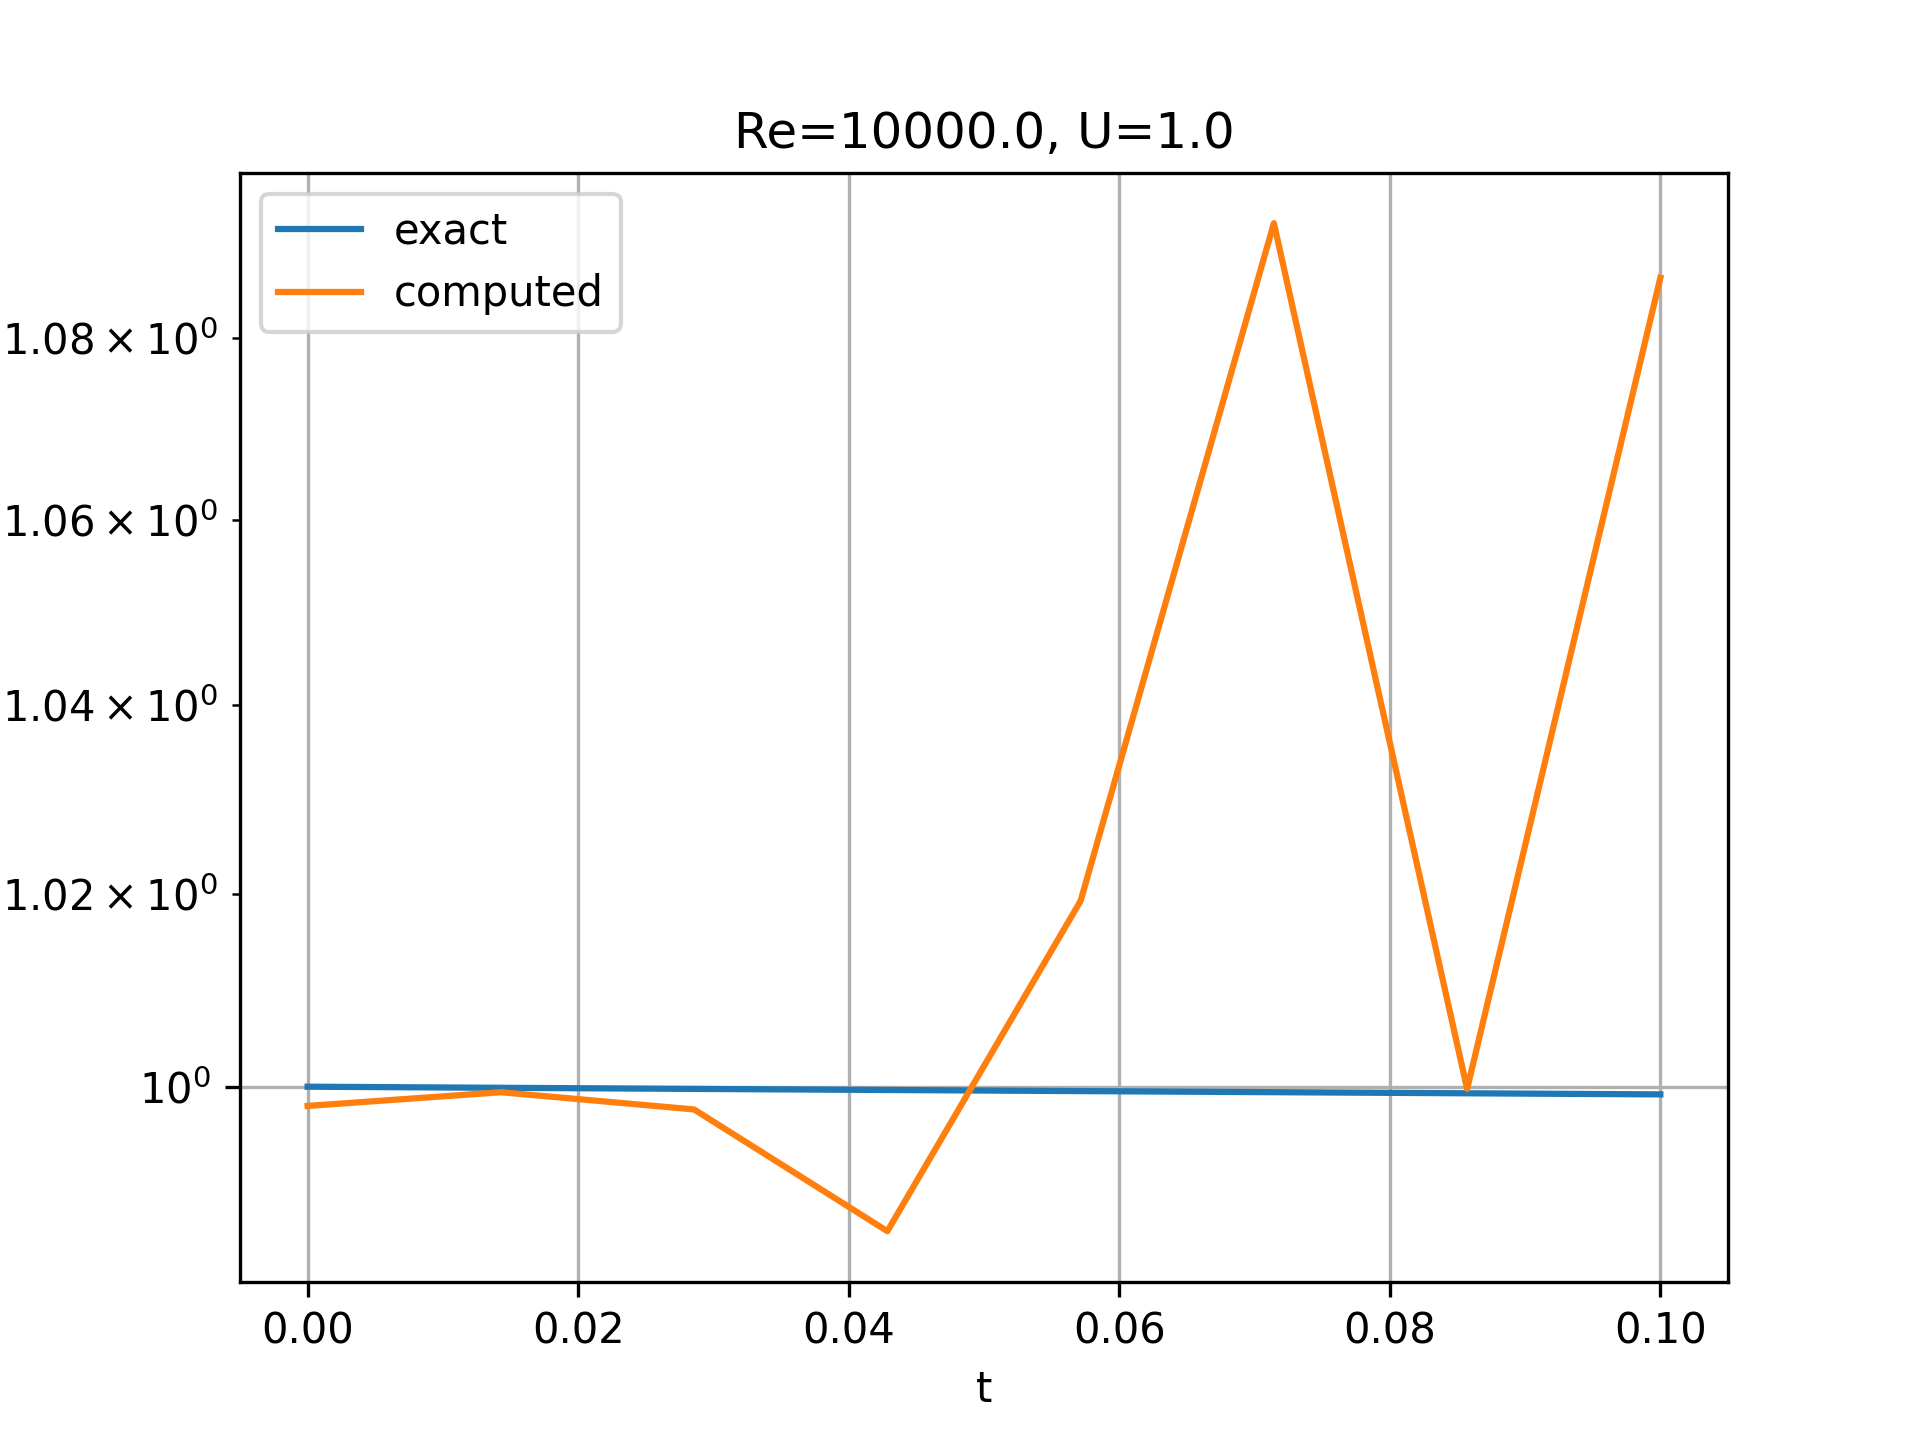 Re=10000.0, U=1.0
exact
computed
1.08 × 10⁰
1.06 × 10⁰
1.04 × 10⁰
1.02 × 10⁰
10⁰
0.00 0.02 0.04 0.06 0.08 0.10
t